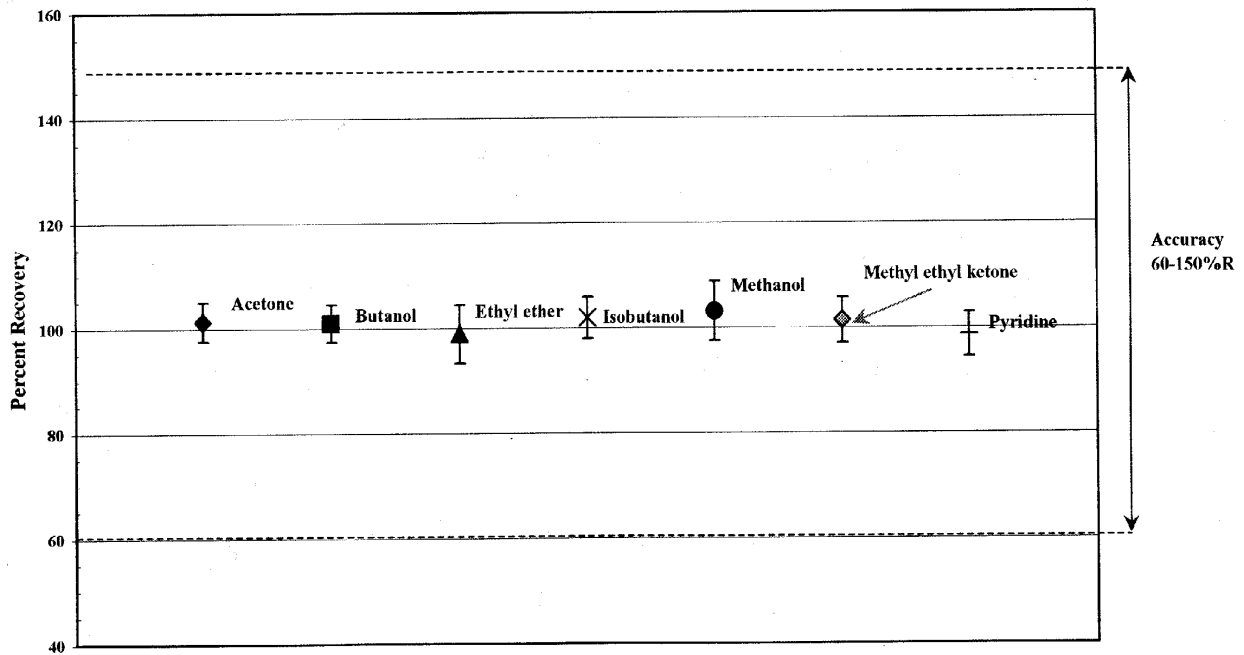 160
140
120
100
80
60
40
Percent Recovery
Acetone
Butanol
Ethyl ether
Isobutanol
Methanol
Methyl ethyl ketone
Pyridine
Accuracy
60-150%R